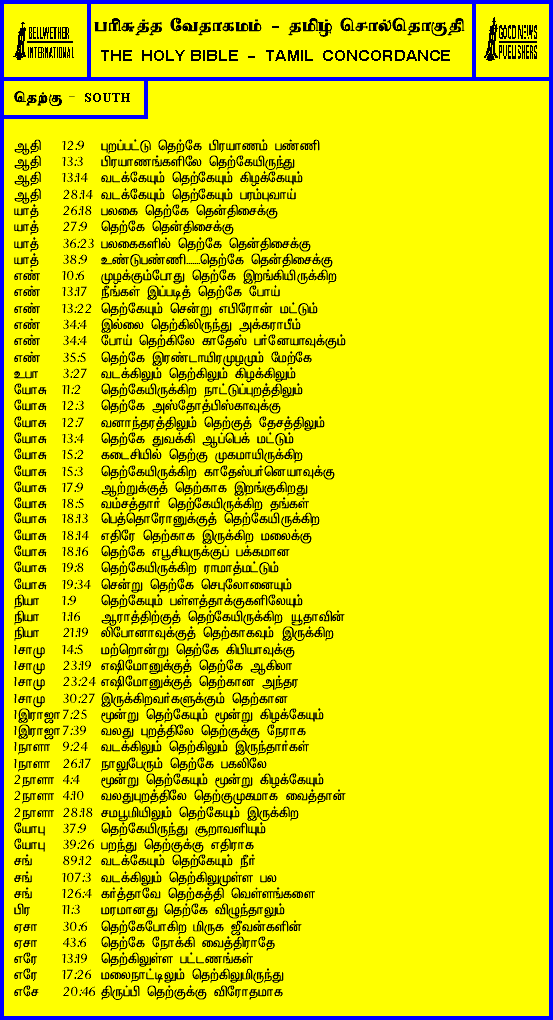 BELLWETHER
INTERNATIONAL
பரிசுத்த வேதாகமம் - தமிழ் சொல்தொகுதி
THE HOLY BIBLE - TAMIL CONCORDANCE
GOOD NEWS
PUBLISHERS
தெற்கு - SOUTH
ஆதி 12:9 புறப்பட்டு தெற்கே பிரயாணம் பண்ணி
ஆதி 13:3 பிரயாணங்களிலே தெற்கேயிருந்து
ஆதி 13:14 வடக்கேயும் தெற்கேயும் கிழக்கேயும்
ஆதி 28:14 வடக்கேயும் தெற்கேயும் பரம்புவாய்
யாத் 26:18 பலகை தெற்கே தென்திசைக்கு
யாத் 27:9 தெற்கே தென்திசைக்கு
யாத் 36:23 பலகைகளில் தெற்கே தென்திசைக்கு
யாத் 38:9 உண்டுபண்ணி......தெற்கே தென்திசைக்கு
எண் 10:6 முழக்கும்போது தெற்கே இறங்கியிருக்கிற
எண் 13:17 நீங்கள் இப்படித் தெற்கே போய்
எண் 13:22 தெற்கேயும் சென்று எபிரோன் மட்டும்
எண் 34:4 இல்லை தெற்கிலிருந்து அக்கராபீம்
எண் 34:4 போய் தெற்கிலே காதேஸ் பர்னேயாவுக்கும்
எண் 35:5 தெற்கே இரண்டாயிரமுழமும் மேற்கே
உபா 3:27 வடக்கிலும் தெற்கிலும் கிழக்கிலும்
யோசு 11:2 தெற்கேயிருக்கிற நாட்டுப்புறத்திலும்
யோசு 12:3 தெற்கே அஸ்தோத்பிஸ்காவுக்கு
யோசு 12:7 வனாந்தரத்திலும் தெற்குத் தேசத்திலும்
யோசு 13:4 தெற்கே துவக்கி ஆப்பெக் மட்டும்
யோசு 15:2 கடைசியில் தெற்கு முகமாயிருக்கிற
யோசு 15:3 தெற்கேயிருக்கிற காதேஸ்பர்னெயாவுக்கு
யோசு 17:9 ஆற்றுக்குத் தெற்காக இறங்குகிறது
யோசு 18:5 வம்சத்தார் தெற்கேயிருக்கிற தங்கள்
யோசு 18:13 பெத்தொரோனுக்குத் தெற்கேயிருக்கிற
யோசு 18:14 எதிரே தெற்காக இருக்கிற மலைக்கு
யோசு 18:16 தெற்கே எபூசியருக்குப் பக்கமான
யோசு 19:8 தெற்கேயிருக்கிற ராமாத்மட்டும்
யோசு 19:34 சென்று தெற்கே செபுலோனையும்
நியா 1:9 தெற்கேயும் பள்ளத்தாக்குகளிலேயும்
நியா 1:16 ஆராத்திற்குத் தெற்கேயிருக்கிற யூதாவின்
நியா 21:19 லிபோனாவுக்குத் தெற்காகவும் இருக்கிற
1சாமு 14:5 மற்றொன்று தெற்கே கிபியாவுக்கு
1சாமு 23:19 எஷிமோனுக்குத் தெற்கே ஆகிலா
1சாமு 23:24 எஷிமோனுக்குத் தெற்கான அந்தர
1சாமு 30:27 இருக்கிறவர்களுக்கும் தெற்கான
1இராஜா 7:25 மூன்று தெற்கேயும் மூன்று கிழக்கேயும்
1இராஜா 7:39 வலது புறத்திலே தெற்குக்கு நேராக
1நாளா 9:24 வடக்கிலும் தெற்கிலும் இருந்தார்கள்
1நாளா 26:17 நாலுபேரும் தெற்கே பகலிலே
2நாளா 4:4 மூன்று தெற்கேயும் மூன்று கிழக்கேயும்
2நாளா 4:10 வலதுபுறத்திலே தெற்குமுகமாக வைத்தான்
2நாளா 28:18 சமபூமியிலும் தெற்கேயும் இருக்கிற
யோபு 37:9 தெற்கேயிருந்து சூறாவளியும்
யோபு 39:26 பறந்து தெற்குக்கு எதிராக
சங் 89:12 வடக்கேயும் தெற்கேயும் நீர்
சங் 107:3 வடக்கிலும் தெற்கிலுமுள்ள பல
சங் 126:4 கர்த்தாவே தெற்கத்தி வெள்ளங்களை
பிர 11:3 மரமானது தெற்கே விழுந்தாலும்
ஏசா 30:6 தெற்கேபோகிற மிருக ஜீவன்களின்
ஏசா 43:6 தெற்கே நோக்கி வைத்திராதே
எரே 13:19 தெற்கிலுள்ள பட்டணங்கள்
எரே 17:26 மலைநாட்டிலும் தெற்கிலுமிருந்து
எசே 20:46 திருப்பி தெற்குக்கு விரோதமாக